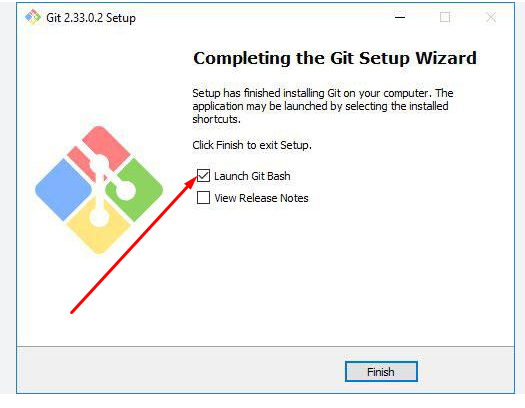 Git 2.33.0.2 Setup
Completing the Git Setup Wizard
Setup has finished installing Git on your computer. The
application may be launched by selecting the installed
shortcuts.
Click Finish to exit Setup.
Launch Git Bash
View Release Notes
Finish